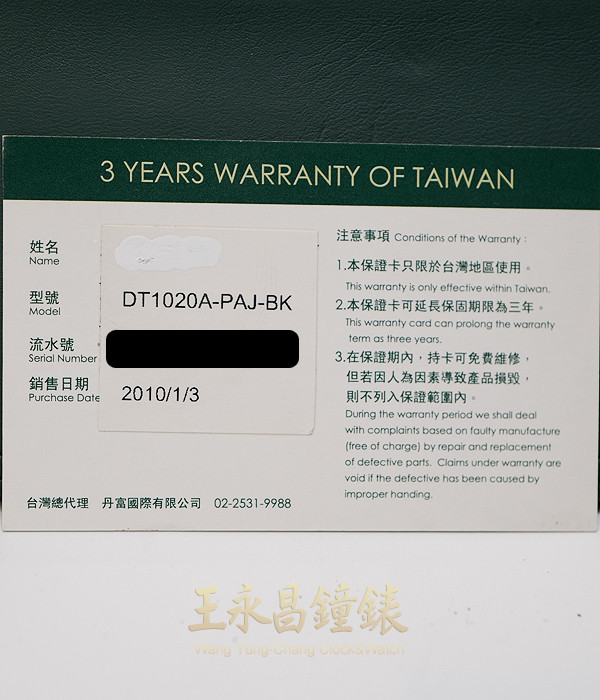 3 YEARS WARRANTY OF TAIWAN
姓名
Name
型號
Model
DT1020A-PAJ-BK
流水號
Serial Number
銷售日期
Purchase Date
2010/1/3
注意事項 Conditions of the Warranty :
1.本保證卡只限於台灣地區使用。
This warranty is only effective within Taiwan.
2.本保證卡可延長保固期限為三年。
This warranty card can prolong the warranty
term as three years.
3.在保證期內，持卡可免費維修，
但若因人為因素導致產品損毀，
則不列入保證範圍內。
During the warranty period we shall deal
with complaints based on faulty manufacture
(free of charge) by repair and replacement
of defective parts. Claims under warranty are
void if the defective has been caused by
improper handing.
台灣總代理 丹富國際有限公司 02-2531-9988
王永昌鐘錶
Wang Yung-Chang Clock&Watch